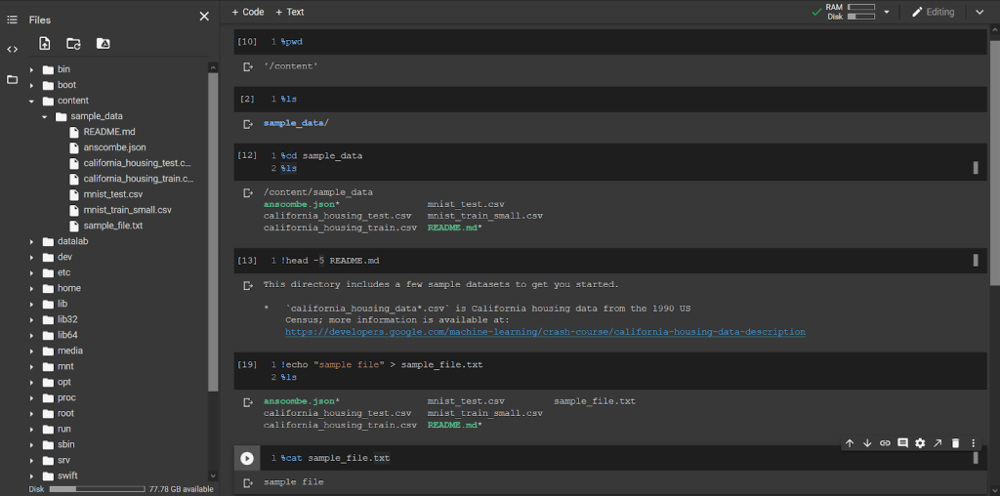 Files
+ Code + Text
RAM
Disk
Editing
bin
boot
content
sample_data
README.md
anscombe.json
california_housing_test.c...
california_housing_train.c...
mnist_test.csv
mnist_train_small.csv
sample_file.txt
datalab
dev
etc
home
lib
lib32
lib64
media
mnt
opt
proc
root
run
sbin
srv
swift
Disk 77.78 GB available
[10] 1 %pwd
'/content'
[2] 1 %ls
sample_data/
[12] 1 %cd sample_data
2 %ls
/content/sample_data
anscombe.json* mnist_test.csv
california_housing_test.csv mnist_train_small.csv
california_housing_train.csv README.md*
[13] 1 !head -5 README.md
This directory includes a few sample datasets to get you started.
* `california_housing_data*.csv` is California housing data from the 1990 US
Census; more information is available at:
https://developers.google.com/machine-learning/crash-course/california-housing-data-description
[19] 1 !echo "sample file" > sample_file.txt
2 %ls
anscombe.json* mnist_test.csv sample_file.txt
california_housing_test.csv mnist_train_small.csv
california_housing_train.csv README.md*
1 %cat sample_file.txt
sample file